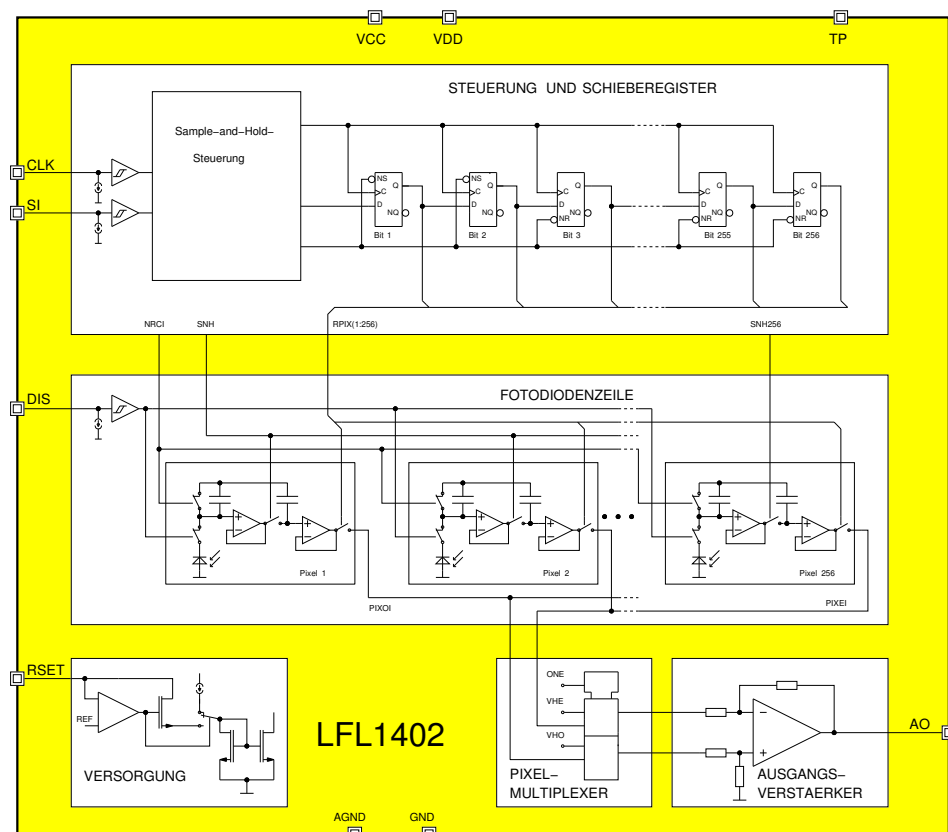 VCC
VDD
TP
STEUERUNG UND SCHIEBEREGISTER
Sample-and-Hold-
Steuerung
CLK
SI
NS
C
Q
D
NQ
Bit 1
NS
C
Q
D
NQ
Bit 2
C
Q
D
NQ
NR
Bit 3
C
Q
D
NQ
NR
Bit 255
C
Q
D
NQ
NR
Bit 256
NRCI
SNH
RPIX(1:256)
SNH256
FOTODIODENZEILE
DIS
Pixel 1
Pixel 2
Pixel 256
PIXOI
PIXEI
RSET
REF
VERSORGUNG
LFL1402
ONE
VHE
VHO
PIXEL-
MULTIPLEXER
AUSGANGS-
VERSTAERKER
AO
AGND
GND